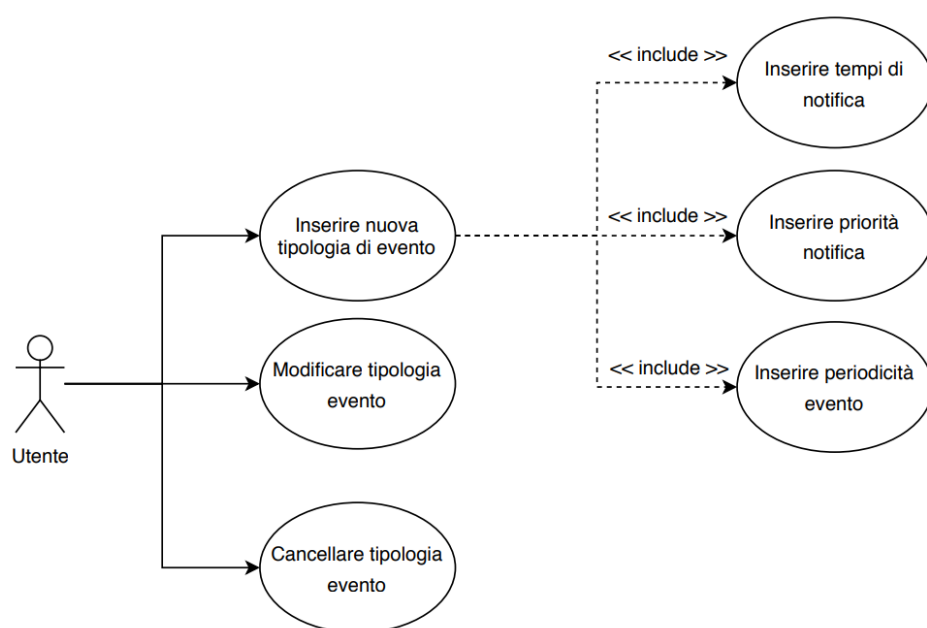 << include >>
Inserire tempi di
notifica
Inserire nuova
tipologia di evento
<< include >>
Inserire priorità
notifica
Modificare tipologia
evento
<< include >>
Inserire periodicità
evento
Utente
Cancellare tipologia
evento